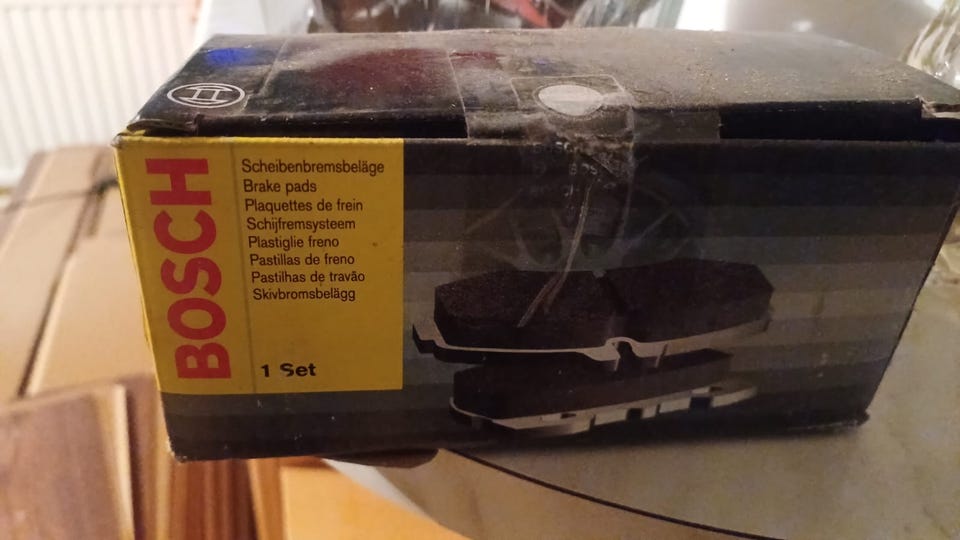 BOSCH
Scheibenbremsbeläge
Brake pads
Plaquettes de frein
Schijfremsysteem
Plastiglie freno
Pastillas de freno
Pastilhas de travão
Skivbromsbelägg
1 Set